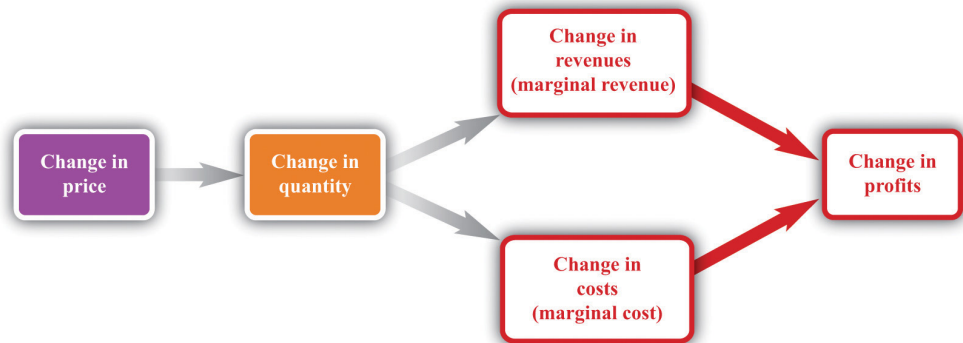 Change in
price
Change in
quantity
Change in
revenues
(marginal revenue)
Change in
costs
(marginal cost)
Change in
profits